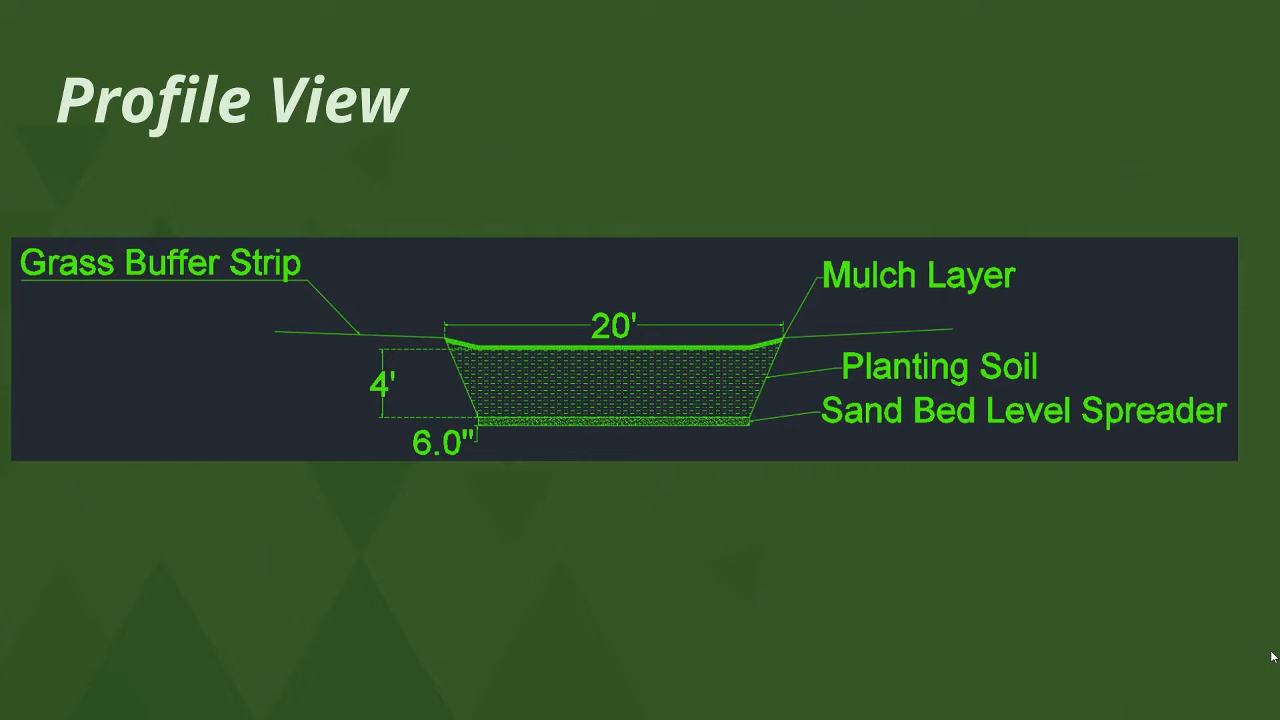 Profile View
Grass Buffer Strip
Mulch Layer
20'
Planting Soil
4'
Sand Bed Level Spreader
6.0"